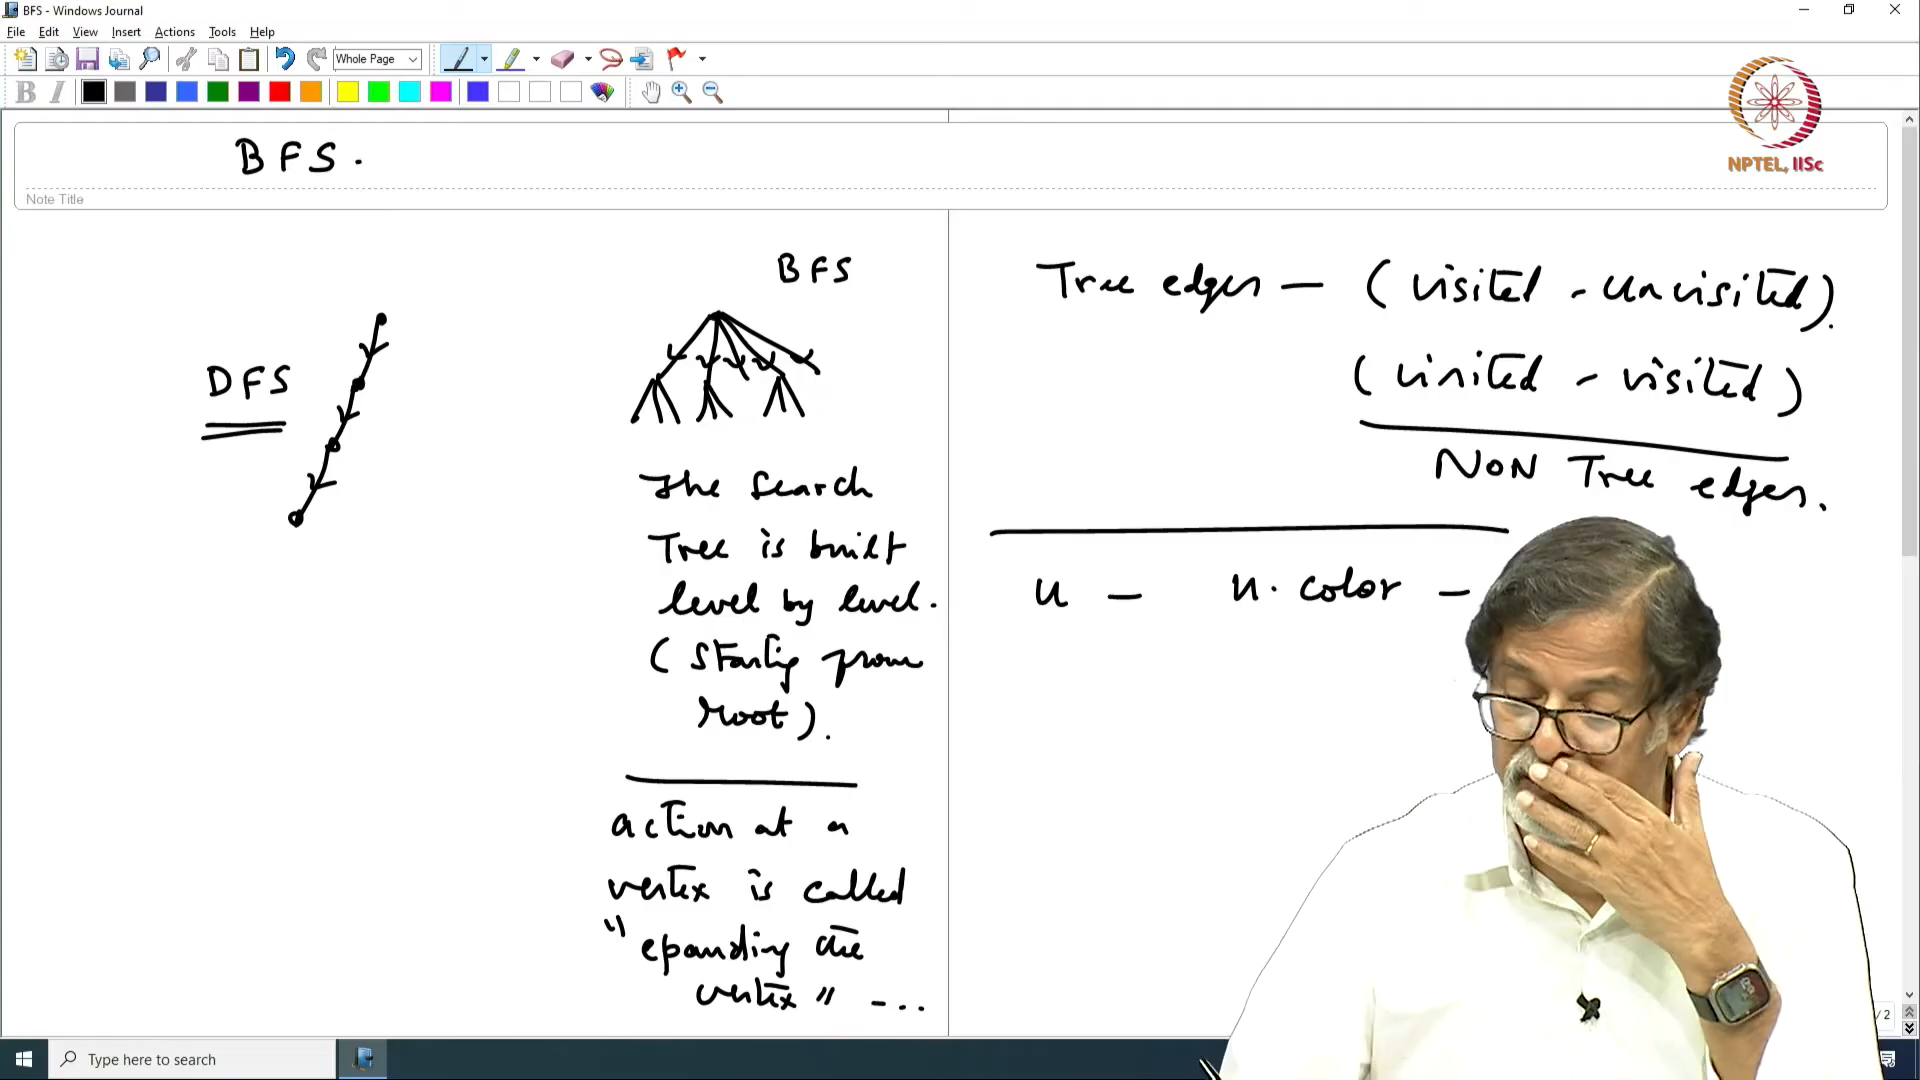 BFS - Windows Journal
File Edit View Insert Actions Tools Help
Whole Page
B I
NPTEL, IISc
BFS.
Note Title
DFS
BFS
The Search
Tree is built
level by level.
(Starting from
root).
action at a
vertex is called
"epanding the
vertex" - ...
Tree edges — (visited - unvisited).
(visited - visited)
NON Tree edges.
u — u. color —
/ 2
Type here to search